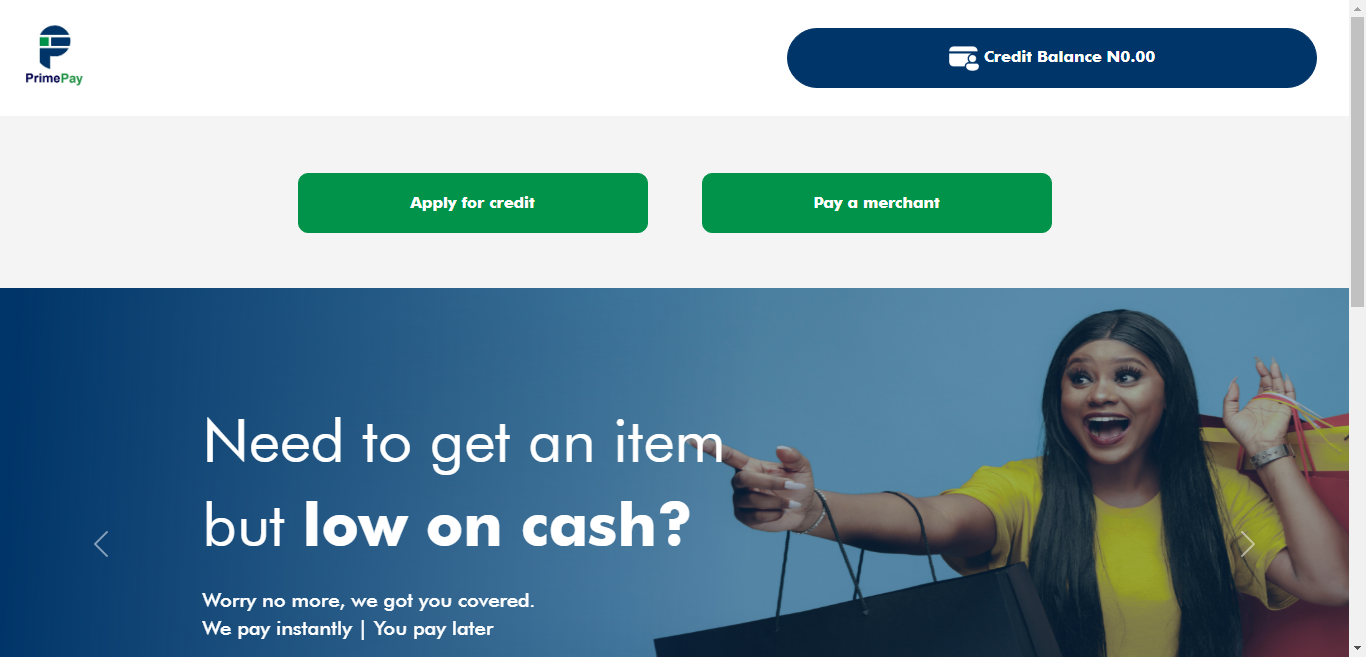 PrimePay
Credit Balance N0.00
Apply for credit
Pay a merchant
Need to get an item
but low on cash?
Worry no more, we got you covered.
We pay instantly | You pay later